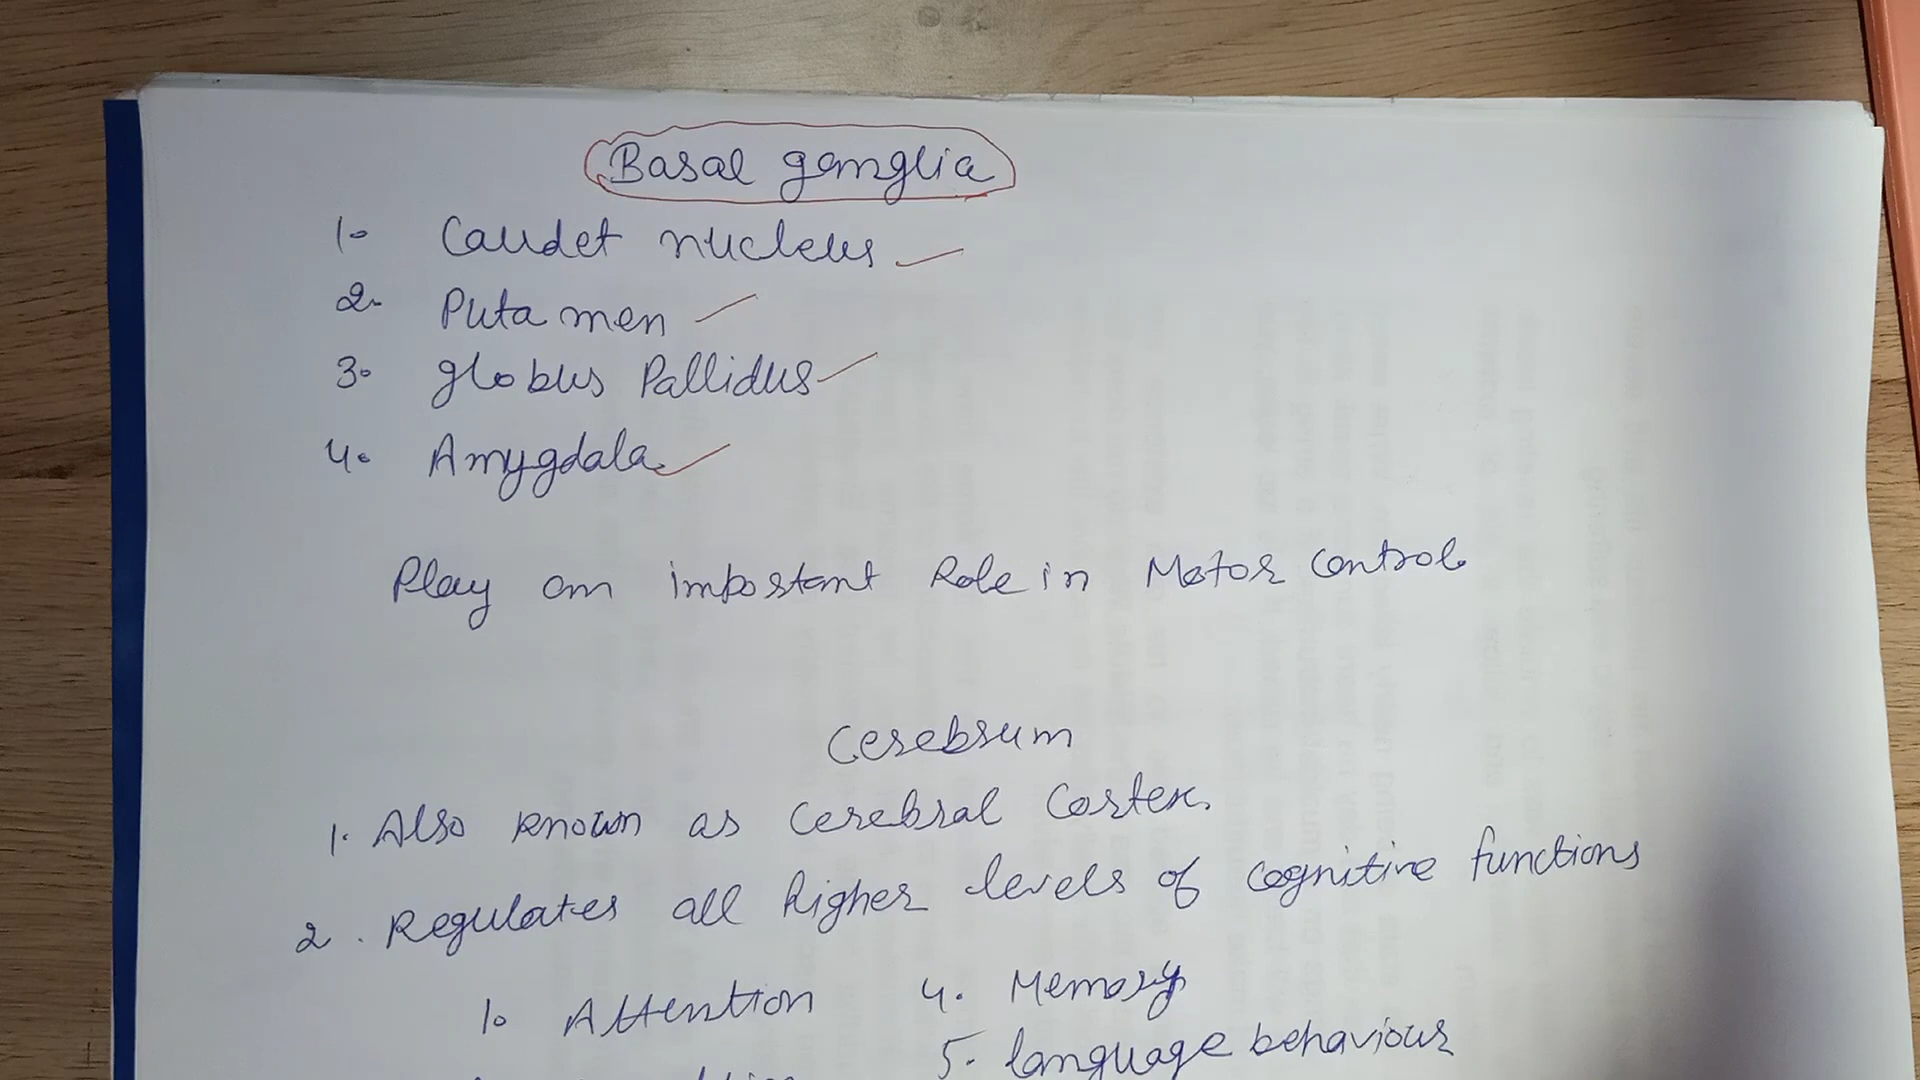 Basal ganglia
1. Caudet nucleus
2. Putamen
3. globus Pallidus
4. Amygdala
Play an important Role in Motor control
Cerebrum
1. Also known as Cerebral Cortex.
2. Regulates all higher levels of cognitive functions
1. Attention 4. Memory
5. language behaviour